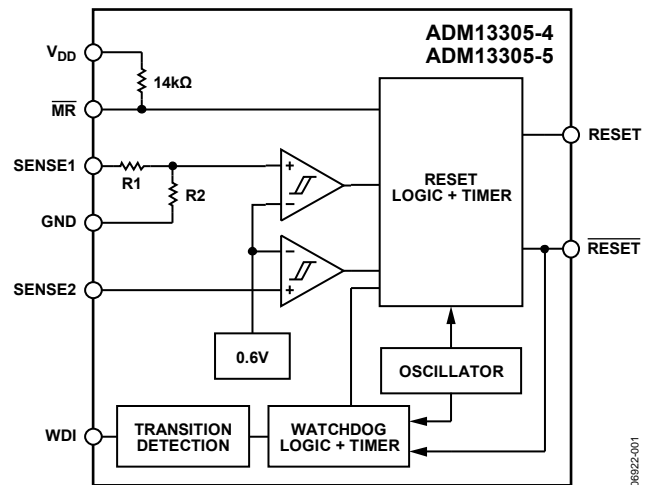 ADM13305-4
ADM13305-5
VDD
14kΩ
MR
SENSE1
R1
R2
GND
SENSE2
+
−
−
+
0.6V
RESET
LOGIC + TIMER
RESET
RESET
OSCILLATOR
WDI
TRANSITION
DETECTION
WATCHDOG
LOGIC + TIMER
06922-001